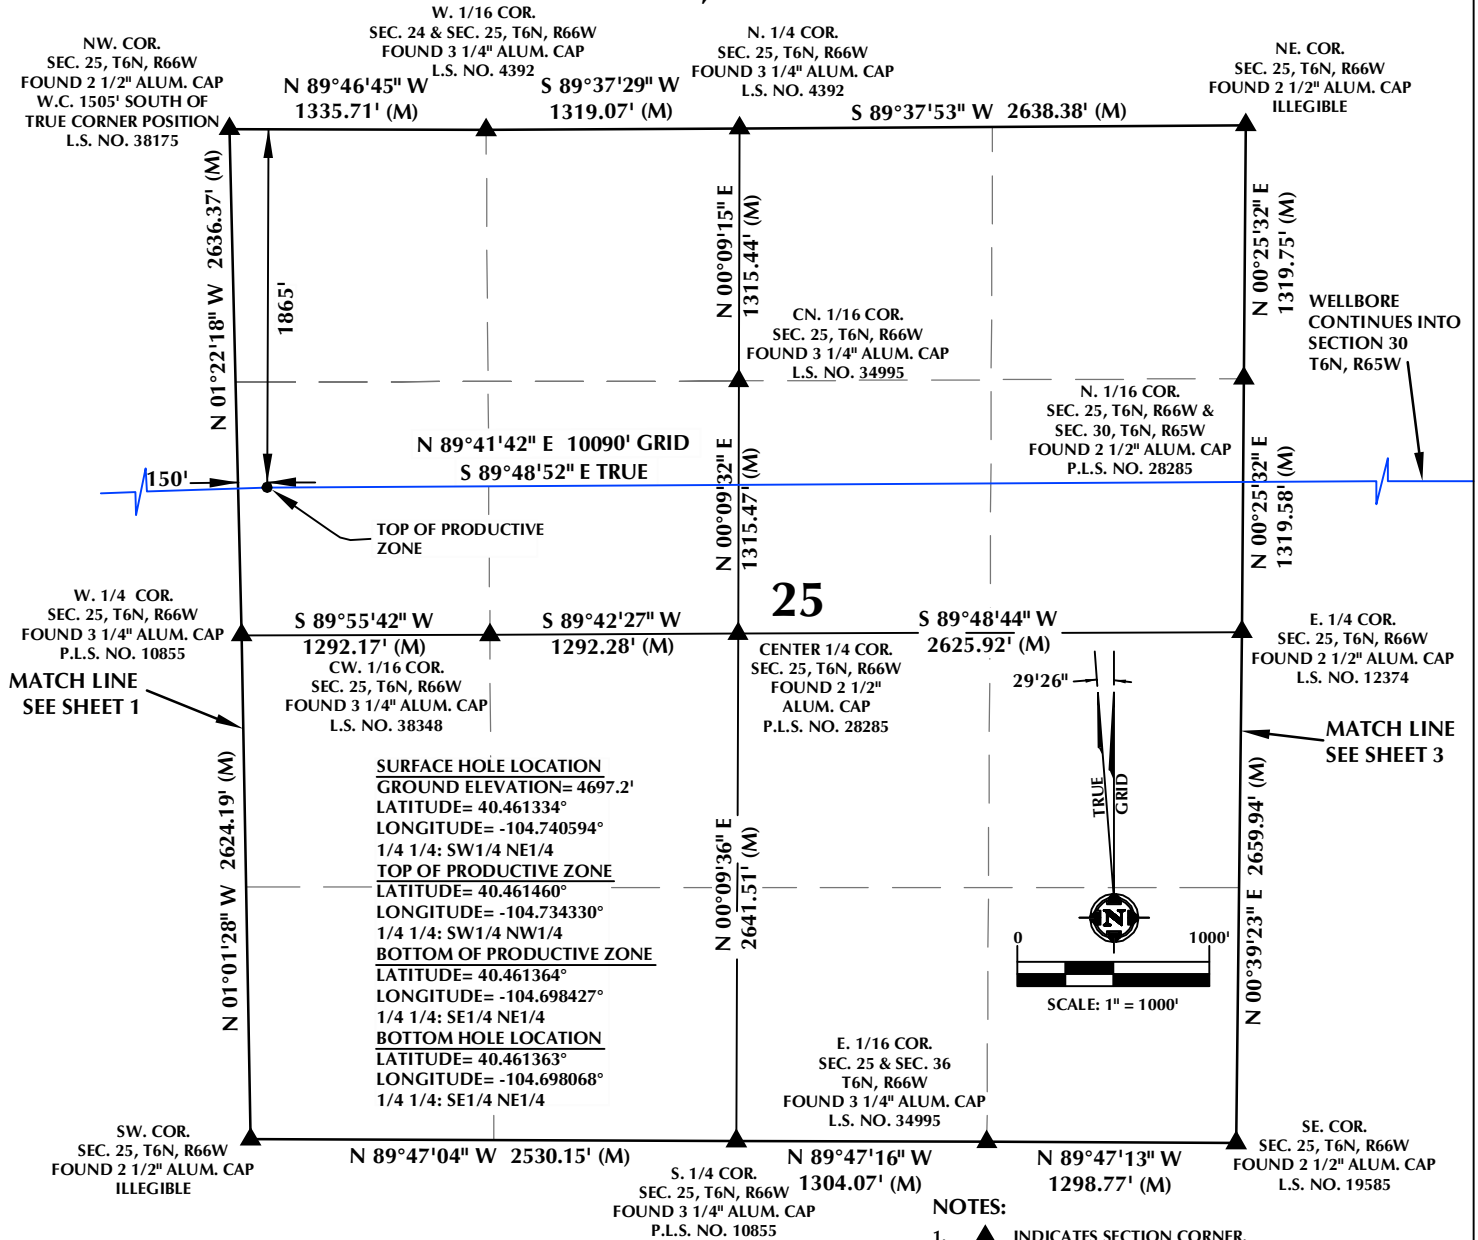 NW. COR.
SEC. 25, T6N, R66W
FOUND 2 1/2" ALUM. CAP
W.C. 1505' SOUTH OF
TRUE CORNER POSITION
L.S. NO. 38175
W. 1/16 COR.
SEC. 24 & SEC. 25, T6N, R66W
FOUND 3 1/4" ALUM. CAP
L.S. NO. 4392
N. 1/4 COR.
SEC. 25, T6N, R66W
FOUND 3 1/4" ALUM. CAP
L.S. NO. 4392
NE. COR.
SEC. 25, T6N, R66W
FOUND 2 1/2" ALUM. CAP
ILLEGIBLE
N 89°46'45" W
1335.71' (M)
S 89°37'29" W
1319.07' (M)
S 89°37'53" W 2638.38' (M)
N 01°22'18" W 2636.37' (M)
1865'
N 00°09'15" E
1315.44' (M)
N 00°25'32" E
1319.75' (M)
WELLBORE
CONTINUES INTO
SECTION 30
T6N, R65W
CN. 1/16 COR.
SEC. 25, T6N, R66W
FOUND 3 1/4" ALUM. CAP
L.S. NO. 34995
N. 1/16 COR.
SEC. 25, T6N, R66W &
SEC. 30, T6N, R65W
FOUND 2 1/2" ALUM. CAP
P.L.S. NO. 28285
N 89°41'42" E 10090' GRID
S 89°48'52" E TRUE
150'
TOP OF PRODUCTIVE
ZONE
N 00°09'32" E
1315.47' (M)
N 00°25'32" E
1319.58' (M)
25
W. 1/4 COR.
SEC. 25, T6N, R66W
FOUND 3 1/4" ALUM. CAP
P.L.S. NO. 10855
S 89°55'42" W
1292.17' (M)
S 89°42'27" W
1292.28' (M)
S 89°48'44" W
2625.92' (M)
E. 1/4 COR.
SEC. 25, T6N, R66W
FOUND 2 1/2" ALUM. CAP
L.S. NO. 12374
CW. 1/16 COR.
SEC. 25, T6N, R66W
FOUND 3 1/4" ALUM. CAP
L.S. NO. 38348
CENTER 1/4 COR.
SEC. 25, T6N, R66W
FOUND 2 1/2"
ALUM. CAP
P.L.S. NO. 28285
29'26"
MATCH LINE
SEE SHEET 1
MATCH LINE
SEE SHEET 3
N 01°01'28" W 2624.19' (M)
SURFACE HOLE LOCATION
GROUND ELEVATION= 4697.2'
LATITUDE= 40.461334°
LONGITUDE= -104.740594°
1/4 1/4: SW1/4 NE1/4
TOP OF PRODUCTIVE ZONE
LATITUDE= 40.461460°
LONGITUDE= -104.734330°
1/4 1/4: SW1/4 NW1/4
BOTTOM OF PRODUCTIVE ZONE
LATITUDE= 40.461364°
LONGITUDE= -104.698427°
1/4 1/4: SE1/4 NE1/4
BOTTOM HOLE LOCATION
LATITUDE= 40.461363°
LONGITUDE= -104.698068°
1/4 1/4: SE1/4 NE1/4
N 00°09'36" E
2641.51' (M)
TRUE
GRID
N
0 1000'
SCALE: 1" = 1000'
N 00°39'23" E 2659.94' (M)
E. 1/16 COR.
SEC. 25 & SEC. 36
T6N, R66W
FOUND 3 1/4" ALUM. CAP
L.S. NO. 34995
SW. COR.
SEC. 25, T6N, R66W
FOUND 2 1/2" ALUM. CAP
ILLEGIBLE
N 89°47'04" W 2530.15' (M)
S. 1/4 COR.
SEC. 25, T6N, R66W
FOUND 3 1/4" ALUM. CAP
P.L.S. NO. 10855
N 89°47'16" W
1304.07' (M)
N 89°47'13" W
1298.77' (M)
SE. COR.
SEC. 25, T6N, R66W
FOUND 2 1/2" ALUM. CAP
L.S. NO. 19585
NOTES:
1. ▲ INDICATES SECTION CORNER.